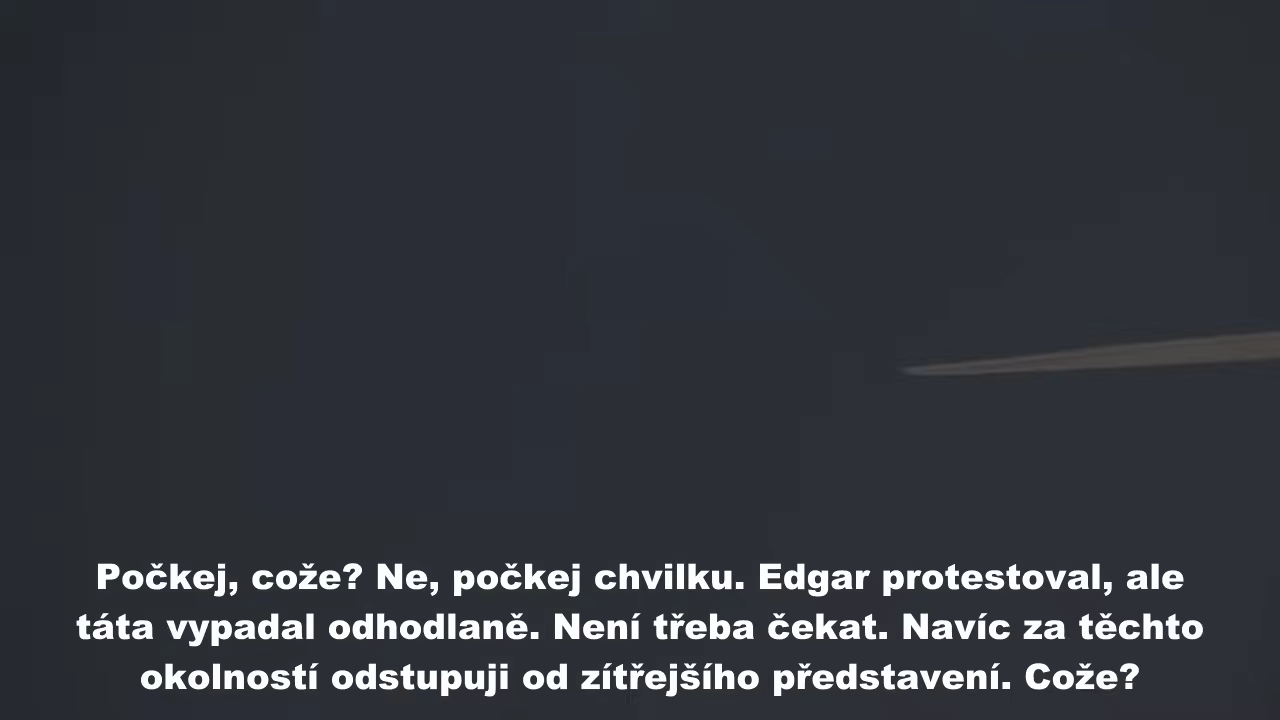 Počkej, cože? Ne, počkej chvilku. Edgar protestoval, ale
táta vypadal odhodlaně. Není třeba čekat. Navíc za těchto
okolností odstupuji od zítřejšího představení. Cože?